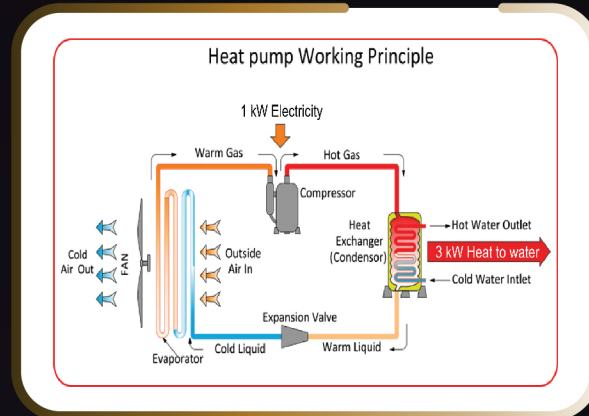 Heat pump Working Principle
1 kW Electricity
Warm Gas
Hot Gas
Compressor
Heat
Exchanger
(Condensor)
Hot Water Outlet
3 kW Heat to water
Cold Water Intlet
Cold
Air Out
FAN
Outside
Air In
Expansion Valve
Evaporator
Cold Liquid
Warm Liquid